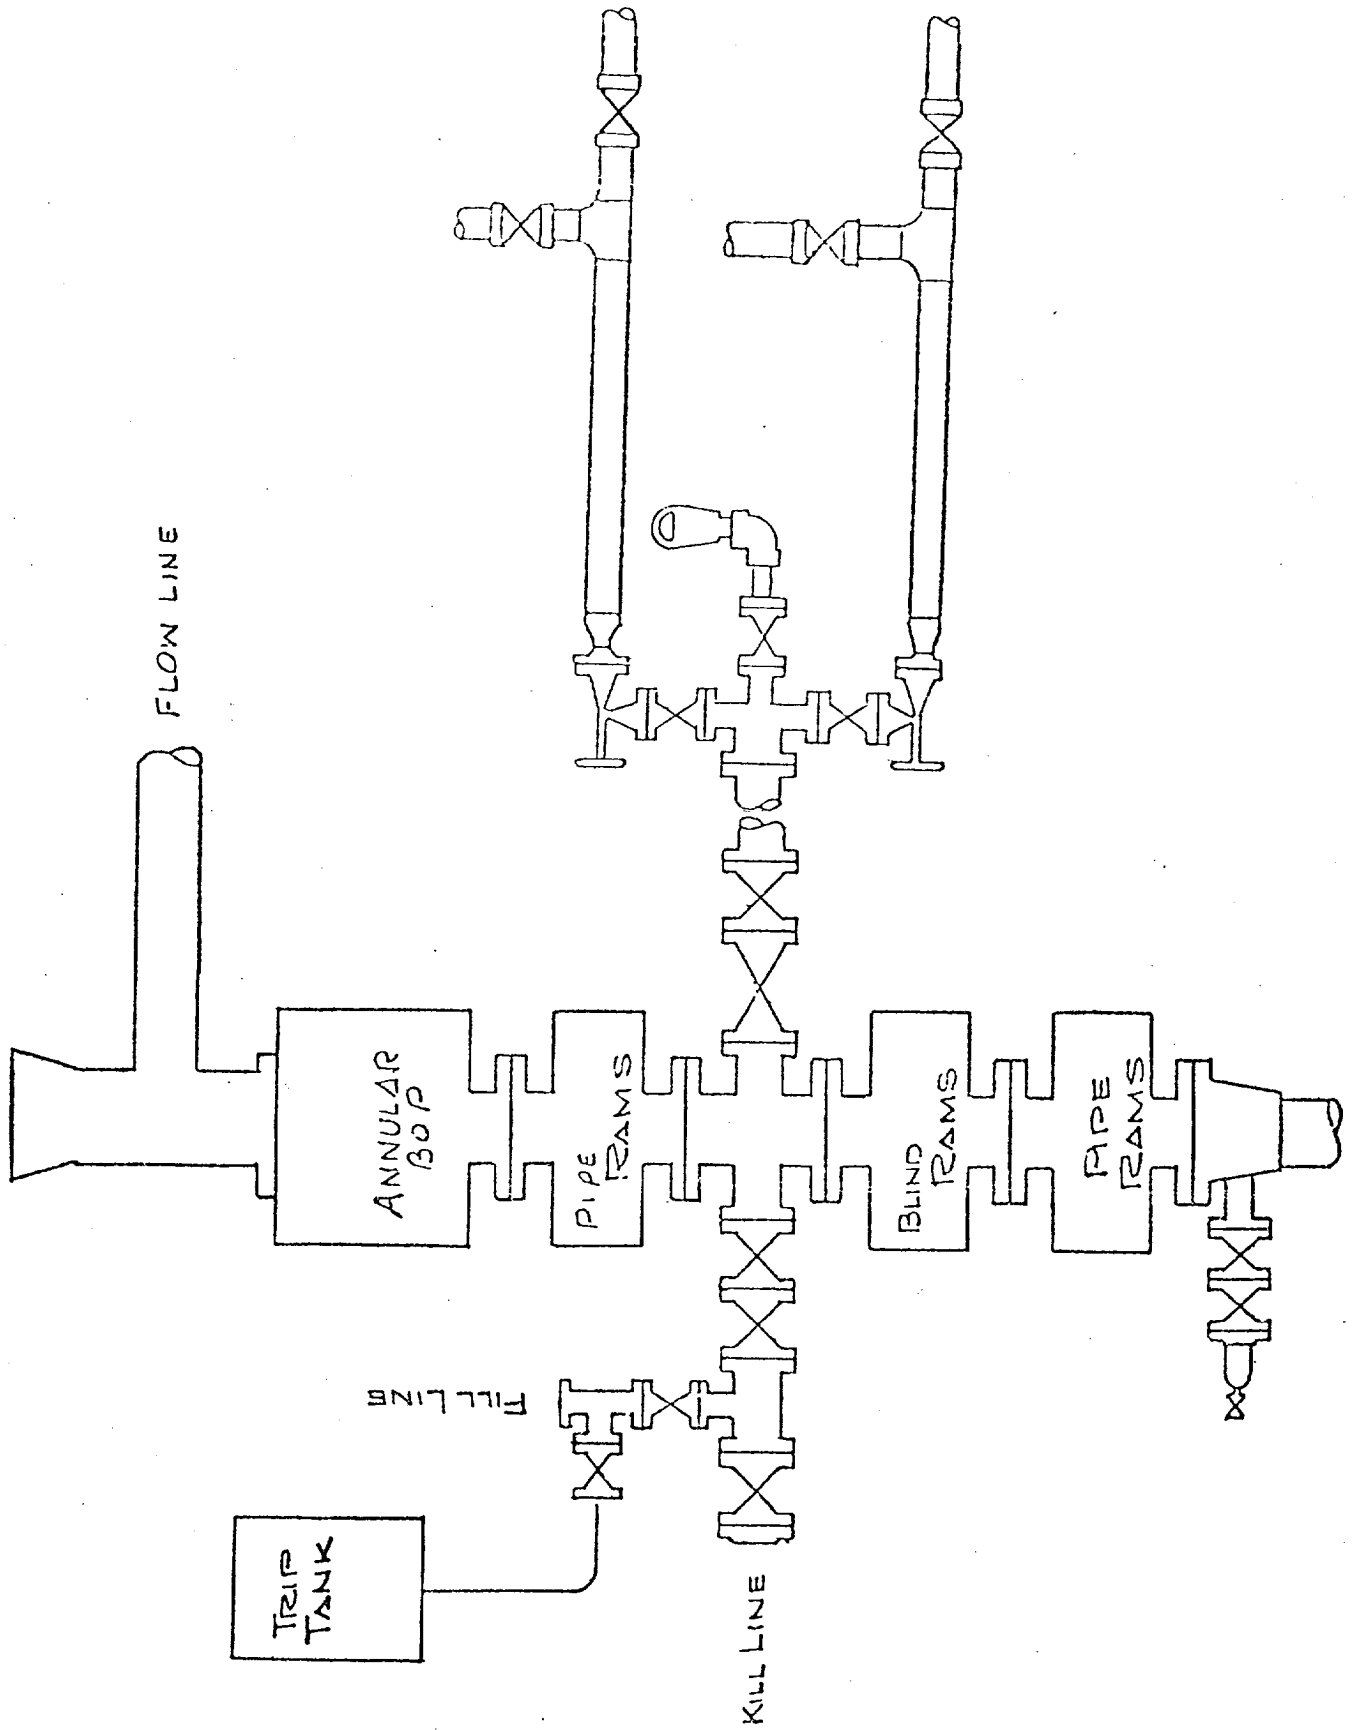 FLOW LINE
ANNULAR
BOP
PIPE
RAMS
BLIND
RAMS
PIPE
RAMS
FILL LINE
TRIP
TANK
KILL LINE